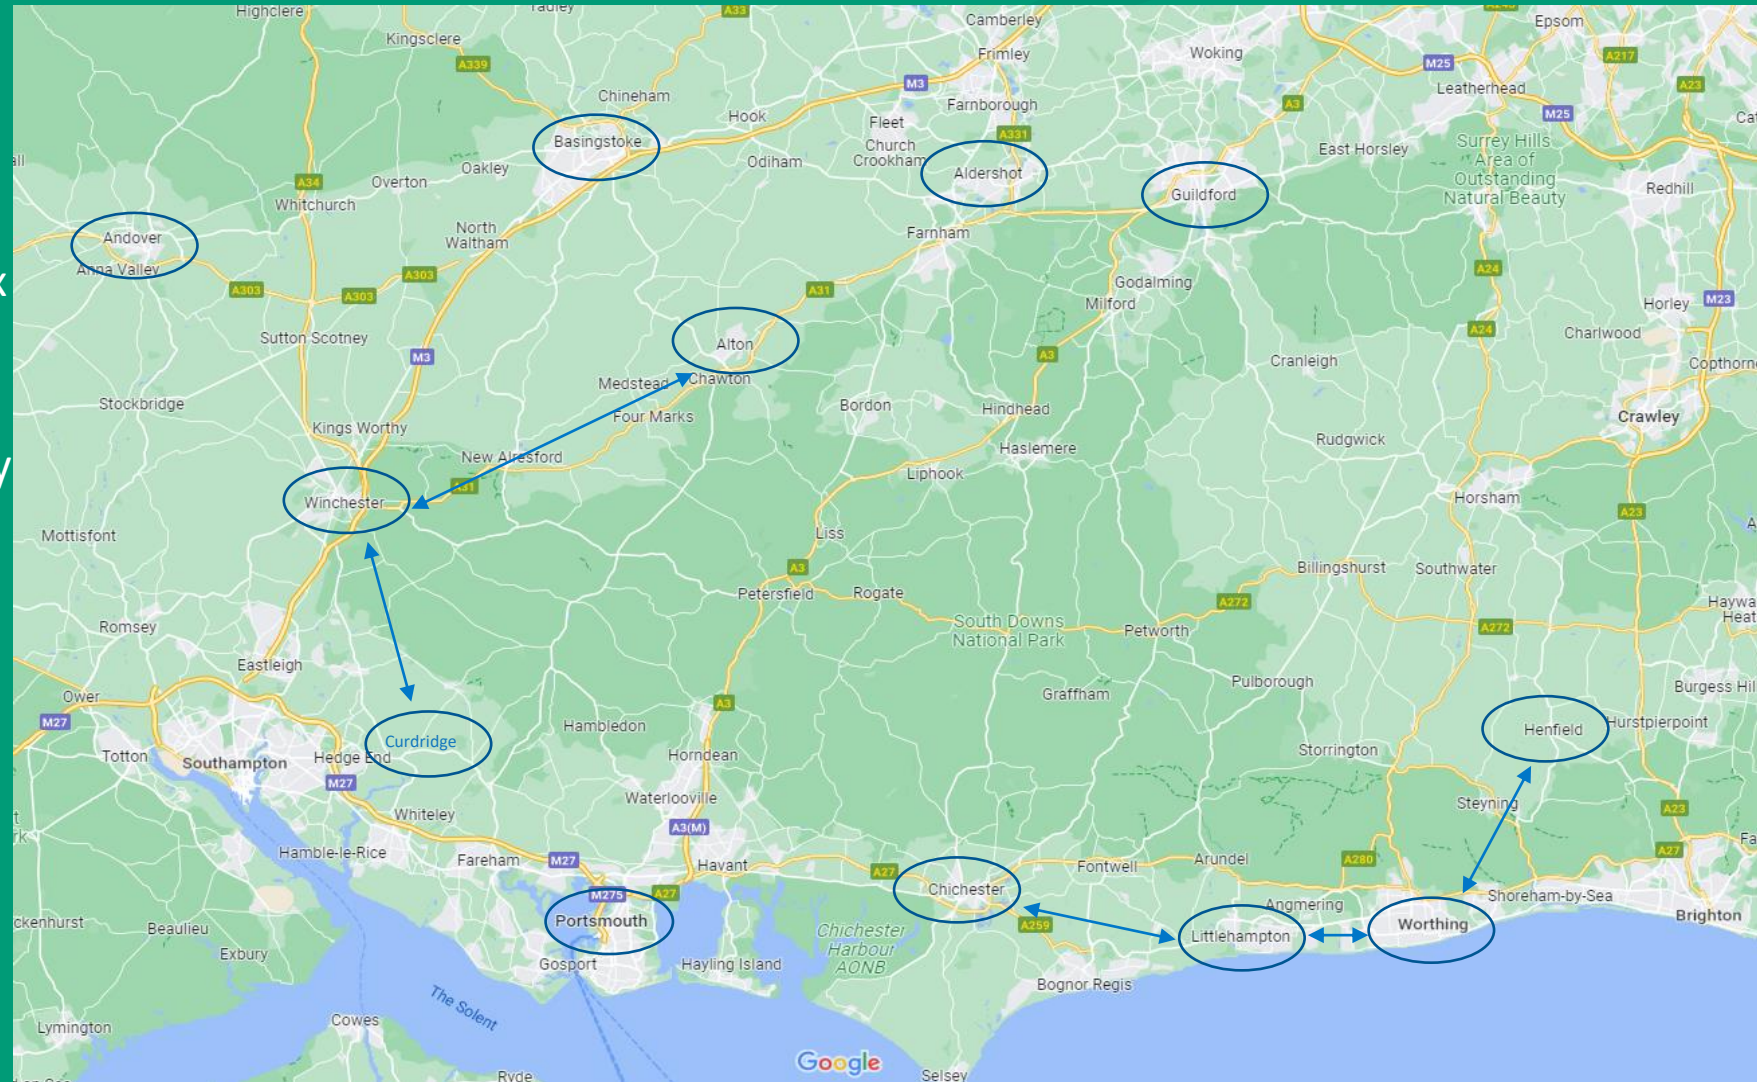 Highclere
Tadley
A33
Camberley
Epsom
Kingsclere
A339
Frimley
Woking
M25
A217
Leatherhead
A23
Chineham
M3
Farnborough
A3
M25
Hook
Fleet
A331
Basingstoke
Church
Crookham
East Horsley
Surrey Hills
Area of
Outstanding
Natural Beauty
Odiham
Oakley
Aldershot
A34
Overton
Guildford
Redhill
Whitchurch
North
Waltham
Andover
Farnham
Anna Valley
A303
A303
A303
A31
Godalming
A24
x
Milford
Horley
M23
Sutton Scotney
M3
Alton
A3
A24
Charlwood
Cranleigh
Medstead
Chawton
Stockbridge
Bordon
Hindhead
Four Marks
Crawley
Kings Worthy
Haslemere
Rudgwick
New Alresford
y
Liphook
A31
Winchester
Horsham
A23
Mottisfont
Liss
A3
Billingshurst
Southwater
Petersfield
Rogate
A272
Romsey
South Downs
National Park
Petworth
A272
Eastleigh
Pulborough
Ower
Graffham
A3
M27
Hambledon
Henfield
Hurstpierpoint
Curdridge
Totton
Southampton
Hedge End
Horndean
Storrington
M27
Waterlooville
Steyning
Whiteley
A23
A3(M)
Hamble-le-Rice
Fareham
M27
Havant
A27
Fontwell
Arundel
A280
A27
M275
A27
Chichester
Shoreham-by-Sea
Angmering
Beaulieu
Portsmouth
A259
Worthing
Brighton
Chichester
Harbour
AONB
Littlehampton
Exbury
Gosport
Hayling Island
Bognor Regis
The Solent
Cowes
Lymington
Google
Ryde
Selsey